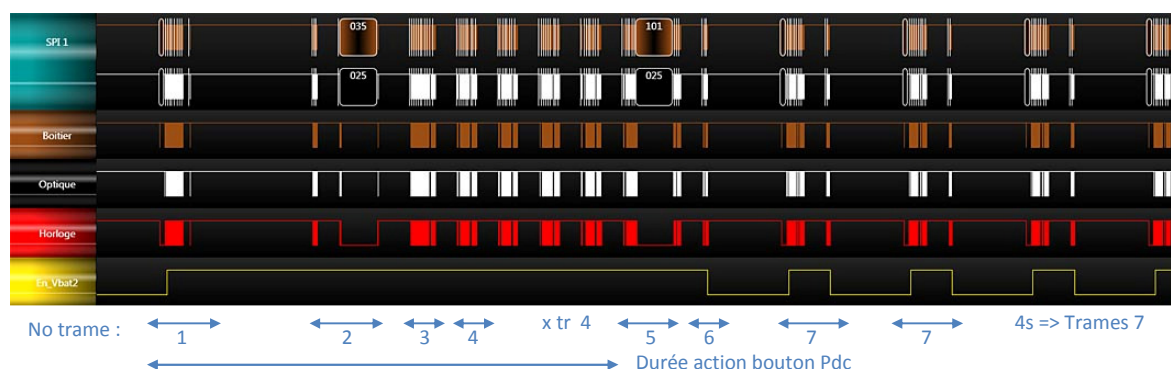 035 101
SPI 1
025 025
Boitier
Optique
Horloge
En_Vbat2
No trame : 1 2 3 4 x tr 4 5 6 7 7 4s => Trames 7
Durée action bouton Pdc